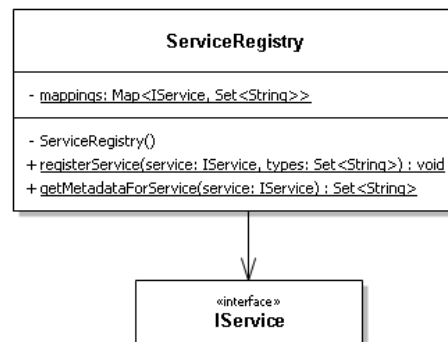 ServiceRegistry
- mappings: Map<IService, Set<String>>
- ServiceRegistry()
+ registerService(service: IService, types: Set<String>) : void
+ getMetadataForService(service: IService) : Set<String>
«interface»
IService